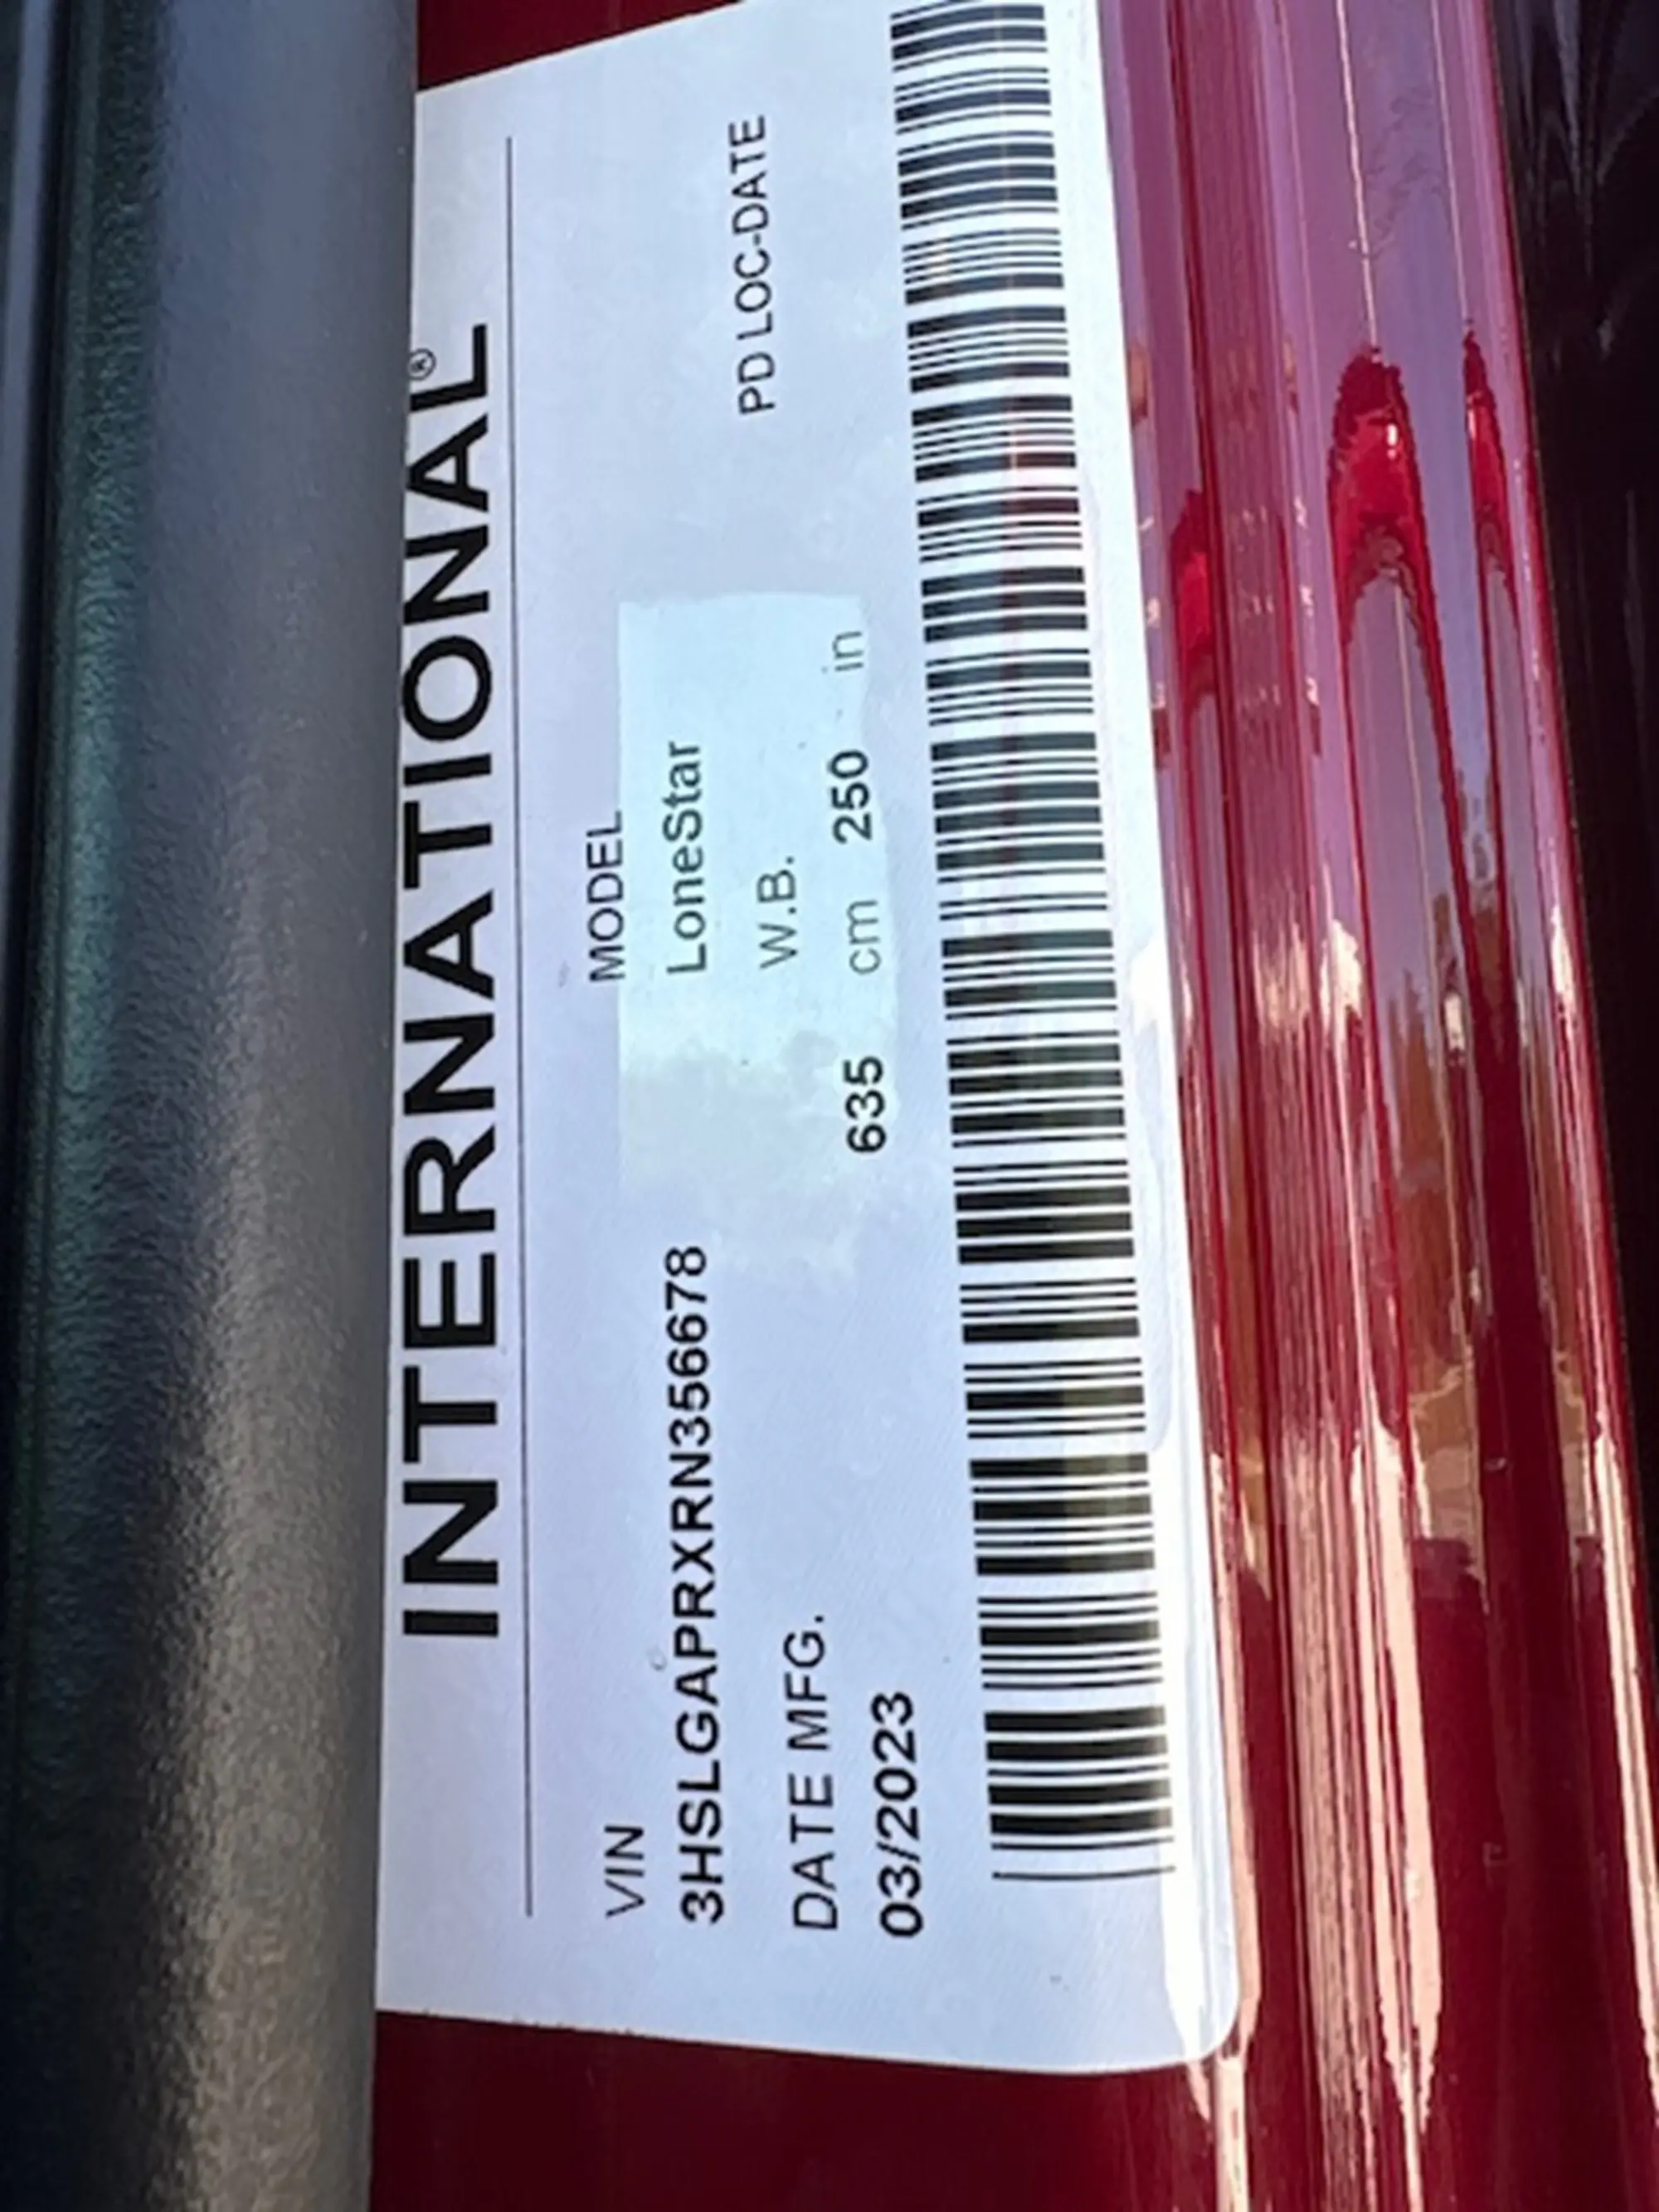 INTERNATIONAL®
VIN
3HSLGAPRXRN356678
MODEL
LoneStar
DATE MFG.
03/2023
W.B.
635 cm 250 in
PD LOC-DATE